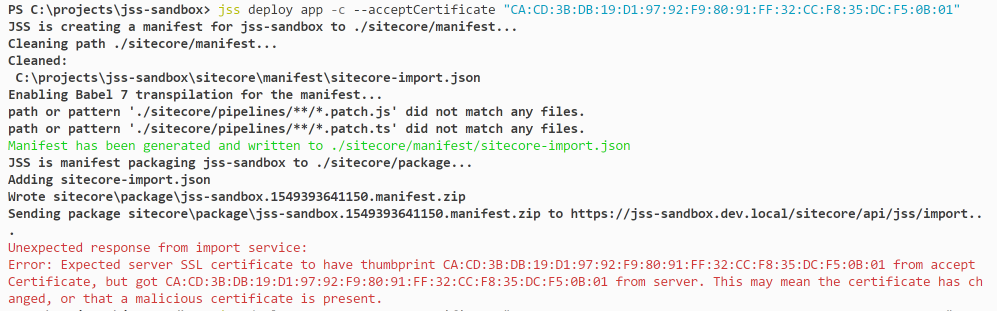 PS C:\projects\jss-sandbox> jss deploy app -c --acceptCertificate "CA:CD:3B:DB:19:D1:97:92:F9:80:91:FF:32:CC:F8:35:DC:F5:0B:01"
JSS is creating a manifest for jss-sandbox to ./sitecore/manifest...
Cleaning path ./sitecore/manifest...
Cleaned:
 C:\projects\jss-sandbox\sitecore\manifest\sitecore-import.json
Enabling Babel 7 transpilation for the manifest...
path or pattern './sitecore/pipelines/**/*.patch.js' did not match any files.
path or pattern './sitecore/pipelines/**/*.patch.ts' did not match any files.
Manifest has been generated and written to ./sitecore/manifest/sitecore-import.json
JSS is manifest packaging jss-sandbox to ./sitecore/package...
Adding sitecore-import.json
Wrote sitecore\package\jss-sandbox.1549393641150.manifest.zip
Sending package sitecore\package\jss-sandbox.1549393641150.manifest.zip to https://jss-sandbox.dev.local/sitecore/api/jss/import..
.
Unexpected response from import service:
Error: Expected server SSL certificate to have thumbprint CA:CD:3B:DB:19:D1:97:92:F9:80:91:FF:32:CC:F8:35:DC:F5:0B:01 from accept
Certificate, but got CA:CD:3B:DB:19:D1:97:92:F9:80:91:FF:32:CC:F8:35:DC:F5:0B:01 from server. This may mean the certificate has ch
anged, or that a malicious certificate is present.